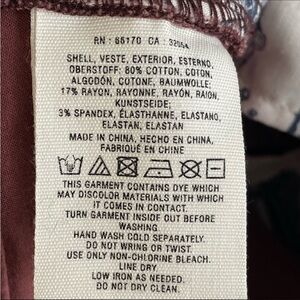 RN: 66170 CA: 32054
SHELL, VESTE, EXTERIOR, ESTERNO,
OBERSTOFF: 80% COTTON, COTON,
ALGODÓN, COTONE, BAUMWOLLE;
17% RAYON, RAYONNE, RAYÓN, RAION,
KUNSTSEIDE;
3% SPANDEX, ÉLASTHANNE, ELASTANO,
ELASTAN, ELASTAN
MADE IN CHINA, HECHO EN CHINA,
FABRIQUÉ EN CHINE
THIS GARMENT CONTAINS DYE WHICH
MAY DISCOLOR MATERIALS WITH WHICH
IT COMES IN CONTACT.
TURN GARMENT INSIDE OUT BEFORE
WASHING.
HAND WASH COLD SEPARATELY.
DO NOT WRING OR TWIST.
USE ONLY NON-CHLORINE BLEACH.
LINE DRY.
LOW IRON AS NEEDED.
DO NOT DRY CLEAN.